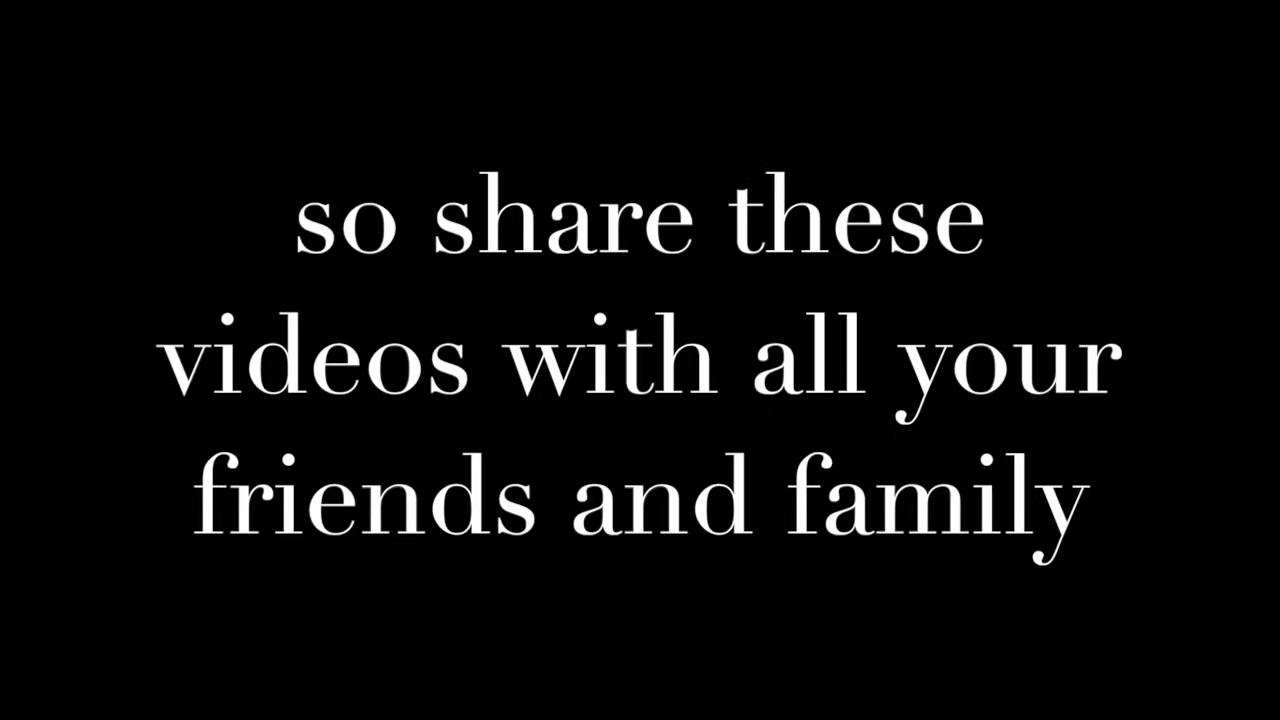 so share these
videos with all your
friends and family